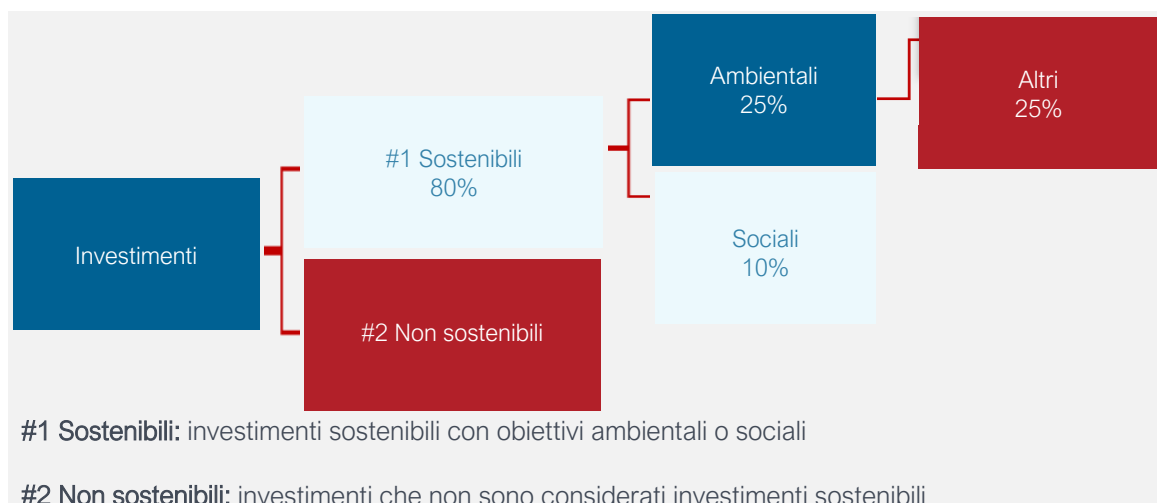 Investimenti
#1 Sostenibili
80%
#2 Non sostenibili
Ambientali
25%
Sociali
10%
Altri
25%
#1 Sostenibili: investimenti sostenibili con obiettivi ambientali o sociali
#2 Non sostenibili: investimenti che non sono considerati investimenti sostenibili